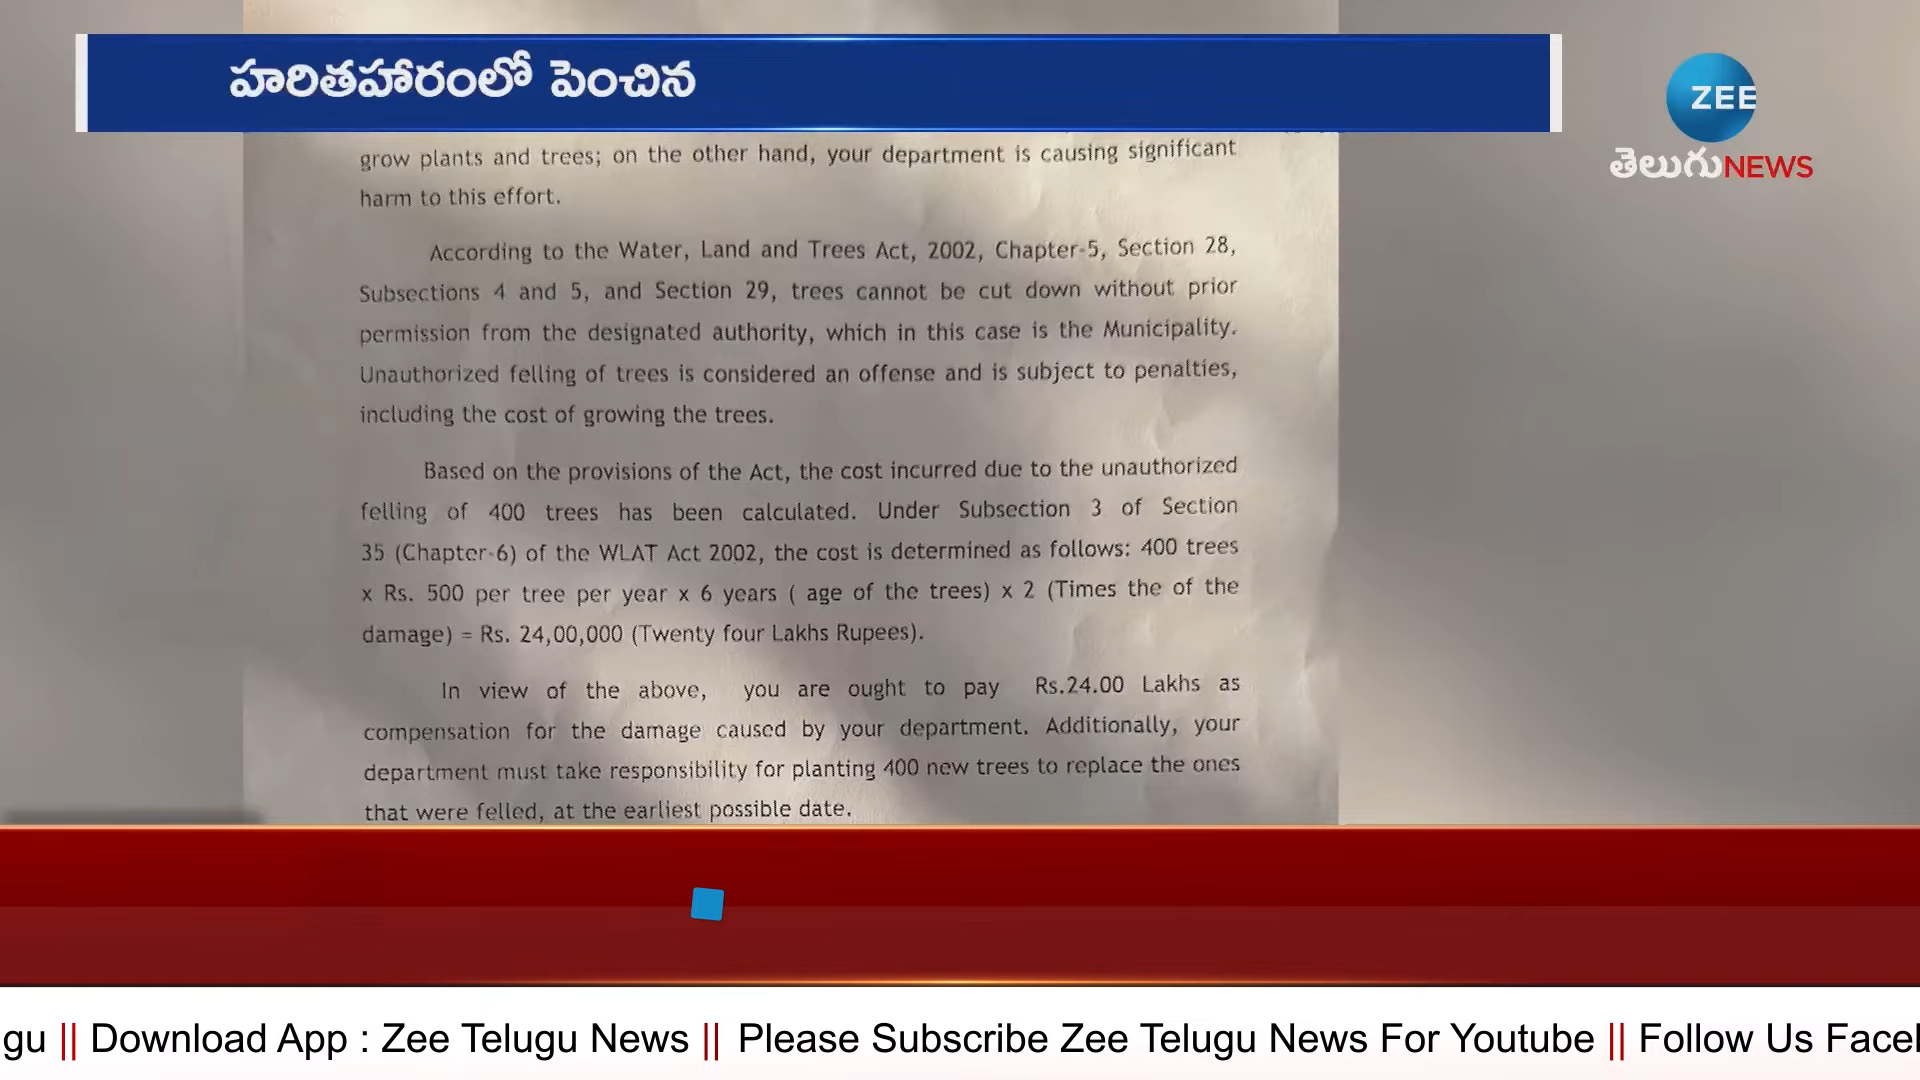 హరితహారంలో పెంచిన
ZEE
తెలుగుNEWS
grow plants and trees; on the other hand, your department is causing significant
harm to this effort.
According to the Water, Land and Trees Act, 2002, Chapter-5, Section 28,
Subsections 4 and 5, and Section 29, trees cannot be cut down without prior
permission from the designated authority, which in this case is the Municipality.
Unauthorized felling of trees is considered an offense and is subject to penalties,
including the cost of growing the trees.
Based on the provisions of the Act, the cost incurred due to the unauthorized
felling of 400 trees has been calculated. Under Subsection 3 of Section
35 (Chapter-6) of the WLAT Act 2002, the cost is determined as follows: 400 trees
x Rs. 500 per tree per year x 6 years ( age of the trees) x 2 (Times the of the
damage) = Rs. 24,00,000 (Twenty four Lakhs Rupees).
In view of the above, you are ought to pay Rs.24.00 Lakhs as
compensation for the damage caused by your department. Additionally, your
department must take responsibility for planting 400 new trees to replace the ones
that were felled, at the earliest possible date.
gu || Download App : Zee Telugu News || Please Subscribe Zee Telugu News For Youtube || Follow Us Faceb